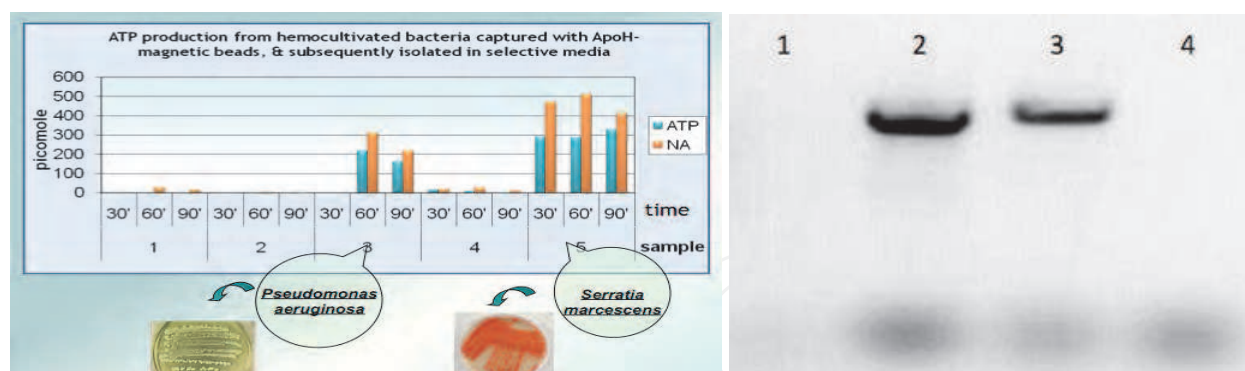 ATP production from hemocultivated bacteria captured with ApoH-
magnetic beads, & subsequently isolated in selective media
600
500
400
300
200
100
0
picomole
ATP
NA
30' 60' 90' 30' 60' 90' 30' 60' 90' 30' 60' 90' 30' 60' 90' time
1 2 3 4 5 sample
Pseudomonas
aeruginosa
Serratia
marcescens
1 2 3 4